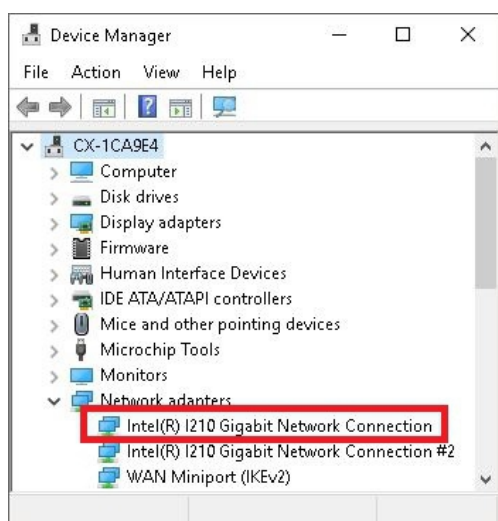 Device Manager
File Action View Help
CX-1CA9E4
Computer
Disk drives
Display adapters
Firmware
Human Interface Devices
IDE ATA/ATAPI controllers
Mice and other pointing devices
Microchip Tools
Monitors
Network adapters
Intel(R) I210 Gigabit Network Connection
Intel(R) I210 Gigabit Network Connection #2
WAN Miniport (IKEv2)